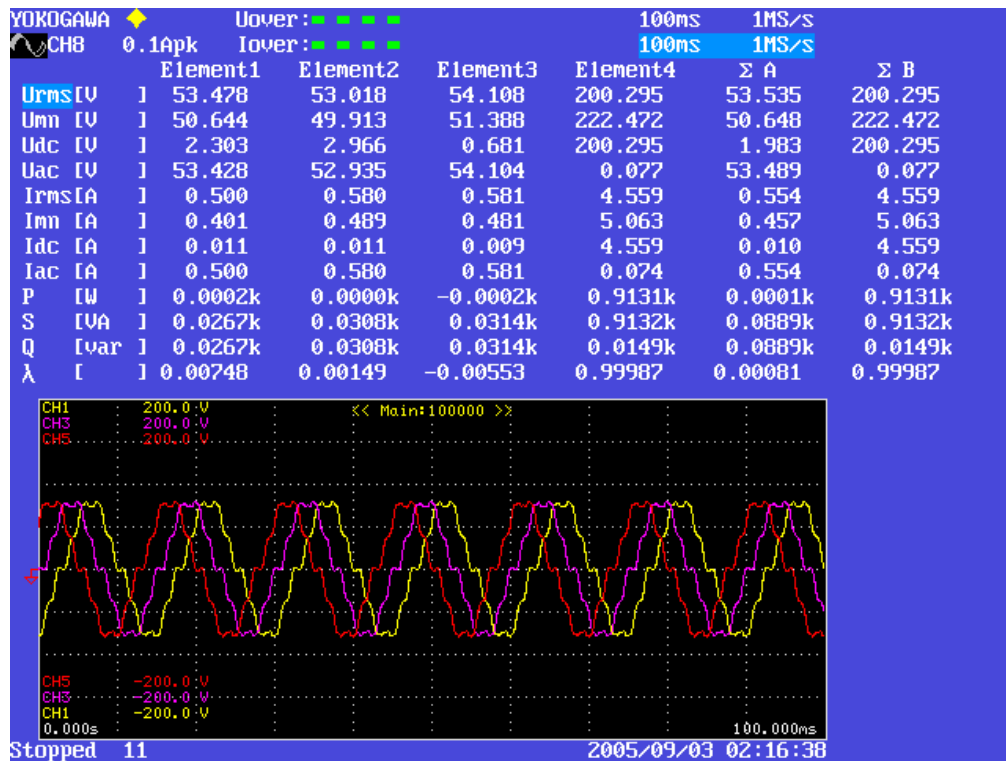 YOKOGAWA Uover: 100ms 1MS/s
CH8 0.1Apk Iover: 100ms 1MS/s
Element1 Element2 Element3 Element4 Σ A Σ B
Urms[V ] 53.478 53.018 54.108 200.295 53.535 200.295
Umn [V ] 50.644 49.913 51.388 222.472 50.648 222.472
Udc [V ] 2.303 2.966 0.681 200.295 1.983 200.295
Uac [V ] 53.428 52.935 54.104 0.077 53.489 0.077
Irms[A ] 0.500 0.580 0.581 4.559 0.554 4.559
Imn [A ] 0.401 0.489 0.481 5.063 0.457 5.063
Idc [A ] 0.011 0.011 0.009 4.559 0.010 4.559
Iac [A ] 0.500 0.580 0.581 0.074 0.554 0.074
P [W ] 0.0002k 0.0000k -0.0002k 0.9131k 0.0001k 0.9131k
S [VA ] 0.0267k 0.0308k 0.0314k 0.9132k 0.0889k 0.9132k
Q [var ] 0.0267k 0.0308k 0.0314k 0.0149k 0.0889k 0.0149k
λ [ ] 0.00748 0.00149 -0.00553 0.99987 0.00081 0.99987
CH1 200.0 V << Main:100000 >>
CH3 200.0 V
CH5 200.0 V
CH5 -200.0 V
CH3 -200.0 V
CH1 -200.0 V
0.000s 100.000ms
Stopped 11 2005/09/03 02:16:38